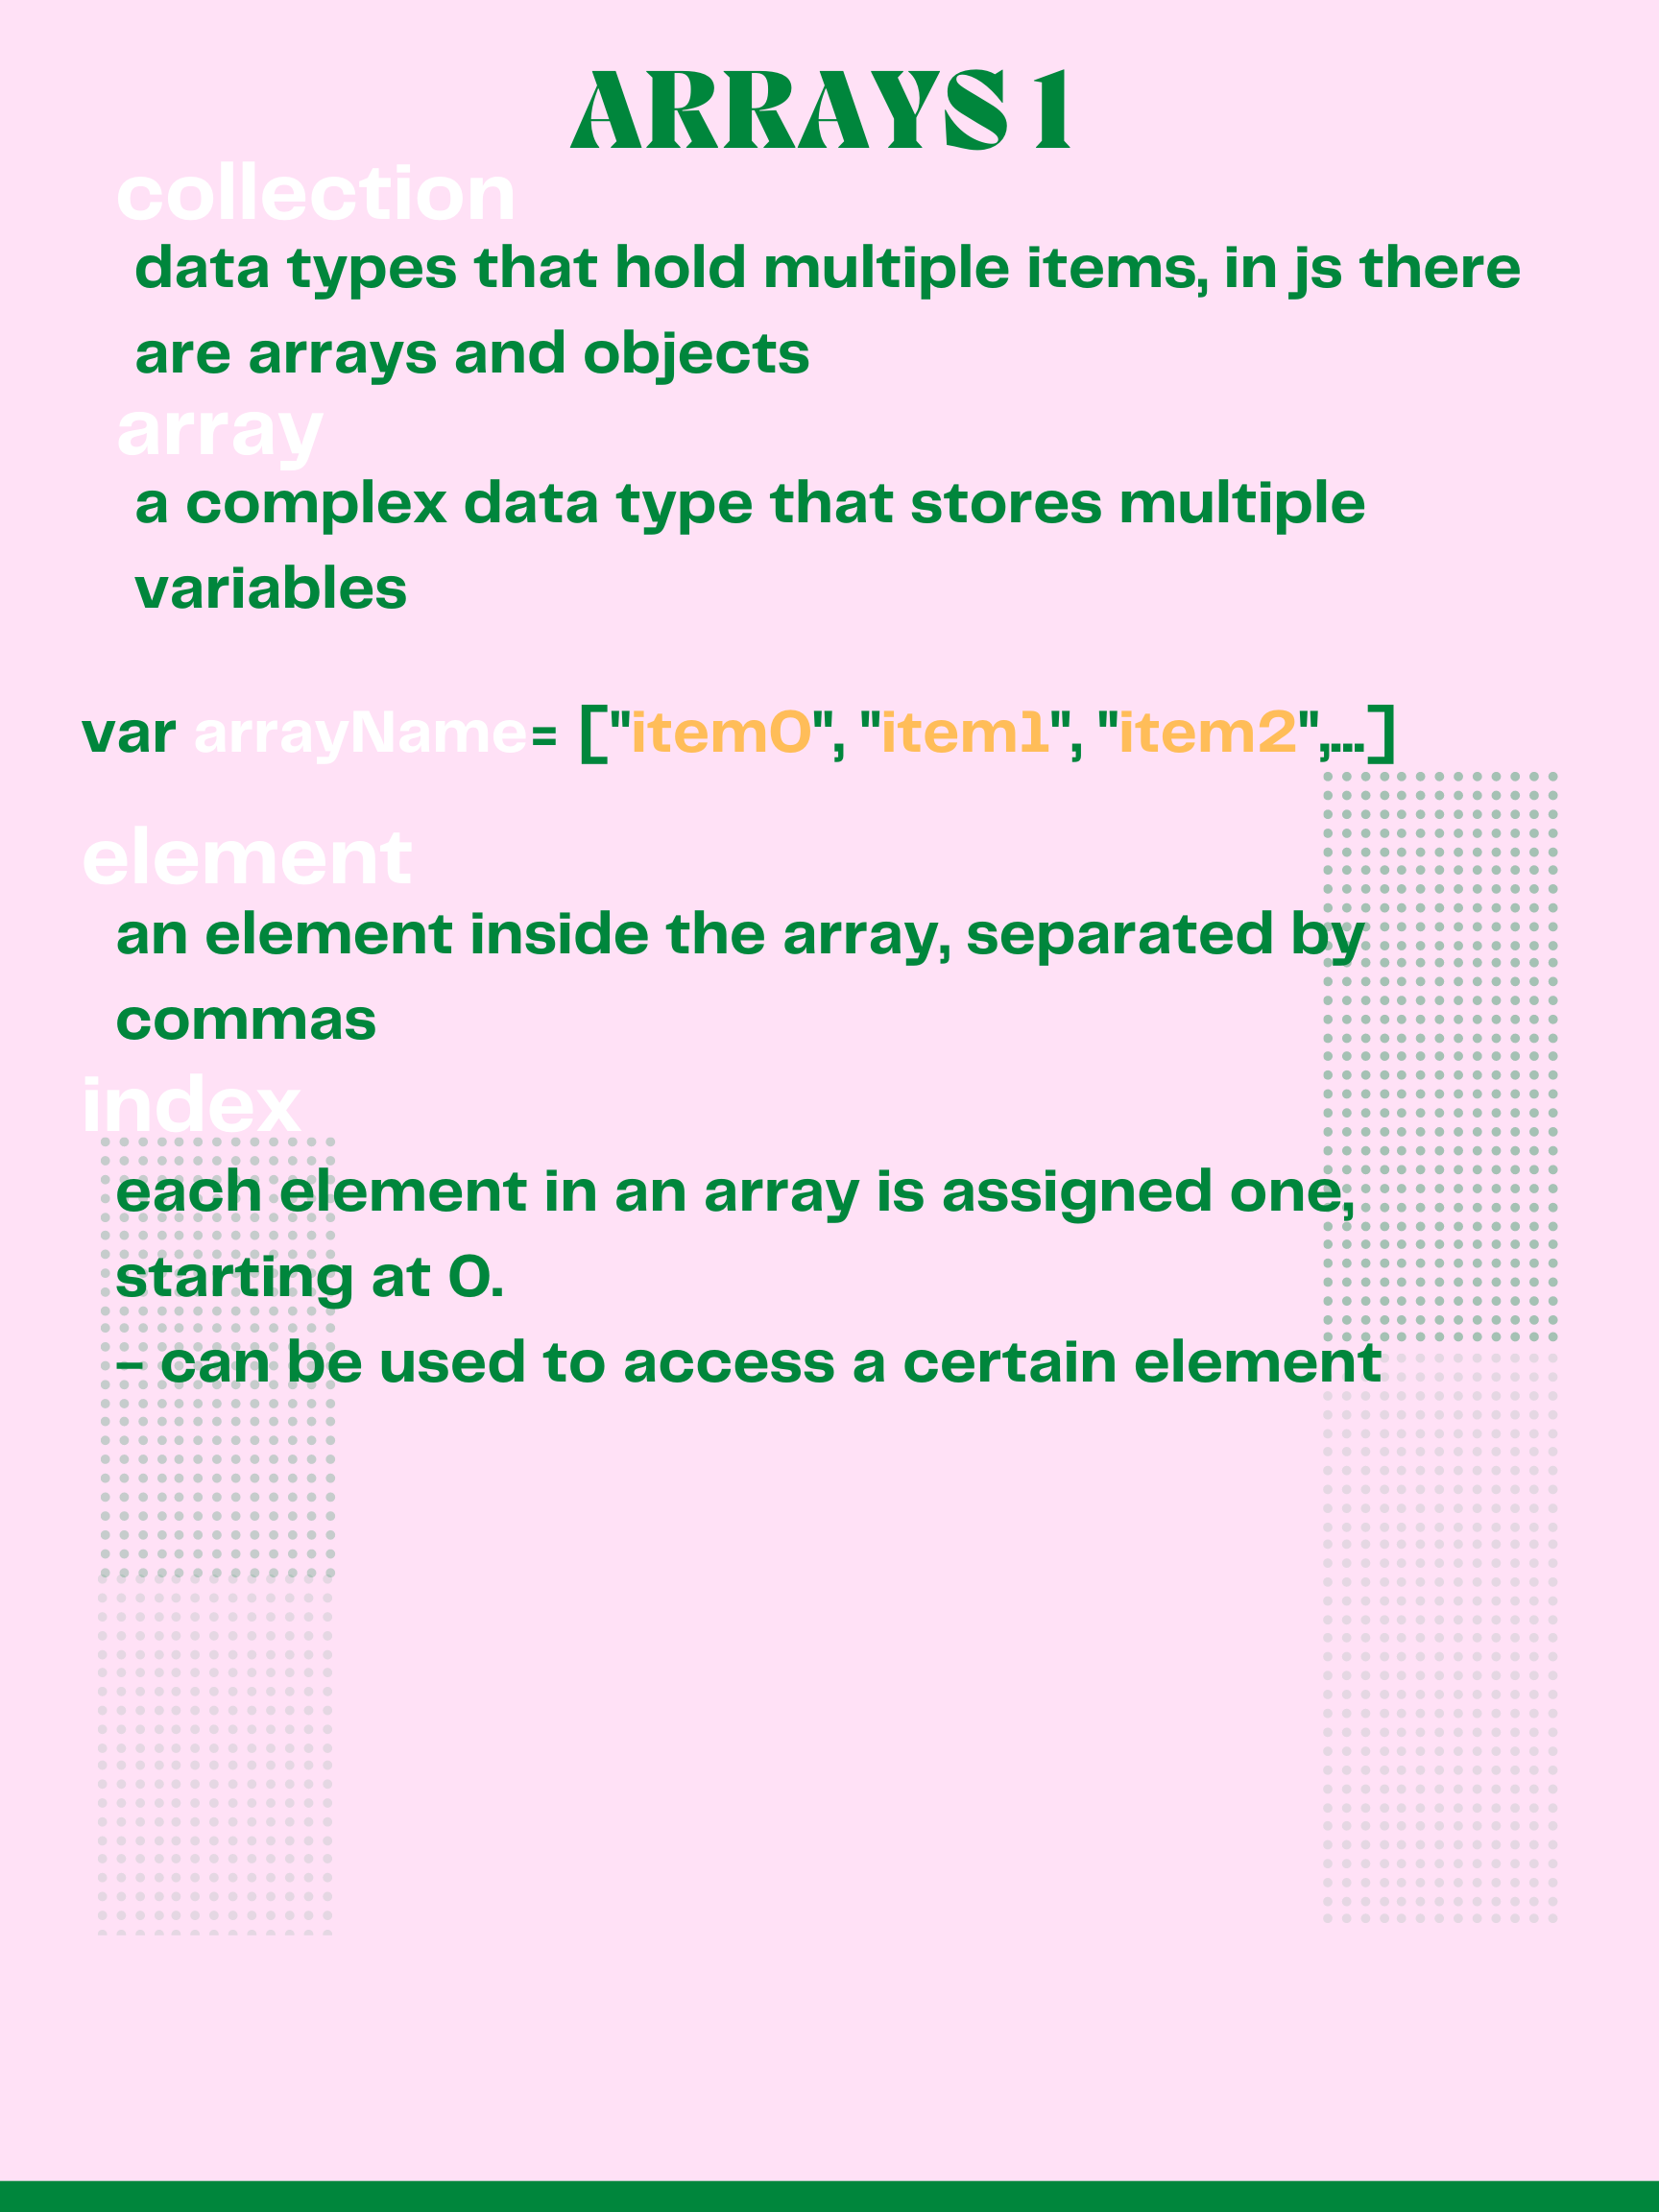 ARRAYS 1
collection
data types that hold multiple items, in js there
are arrays and objects
array
a complex data type that stores multiple
variables
var arrayName= ["item0", "item1", "item2",...]
element
an element inside the array, separated by
commas
index
each element in an array is assigned one,
starting at 0.
– can be used to access a certain element